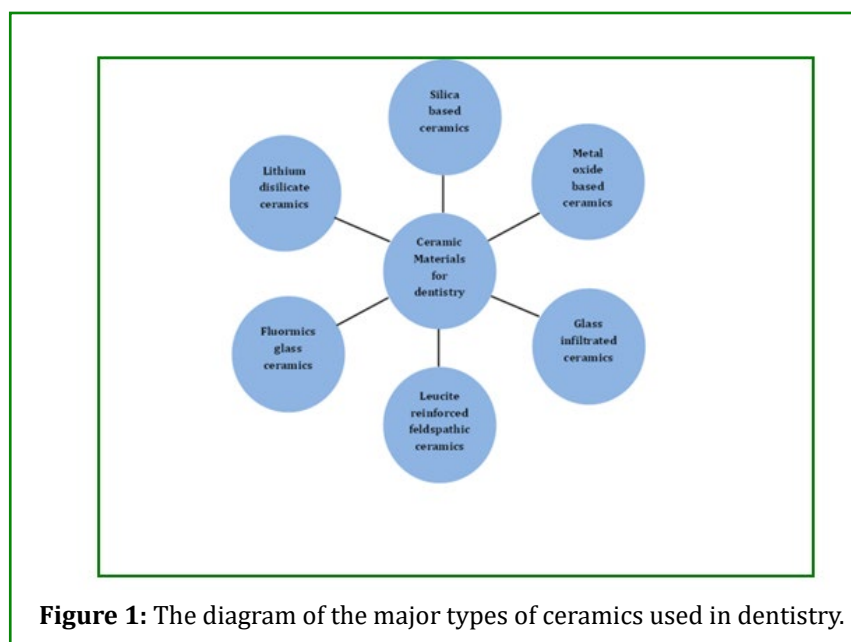 Silica
based
ceramics
Metal
oxide
based
ceramics
Lithium
disilicate
ceramics
Ceramic
Materials
for
dentistry
Glass
infiltrated
ceramics
Fluormics
glass
ceramics
Leucite
reinforced
feldspathic
ceramics
Figure 1: The diagram of the major types of ceramics used in dentistry.